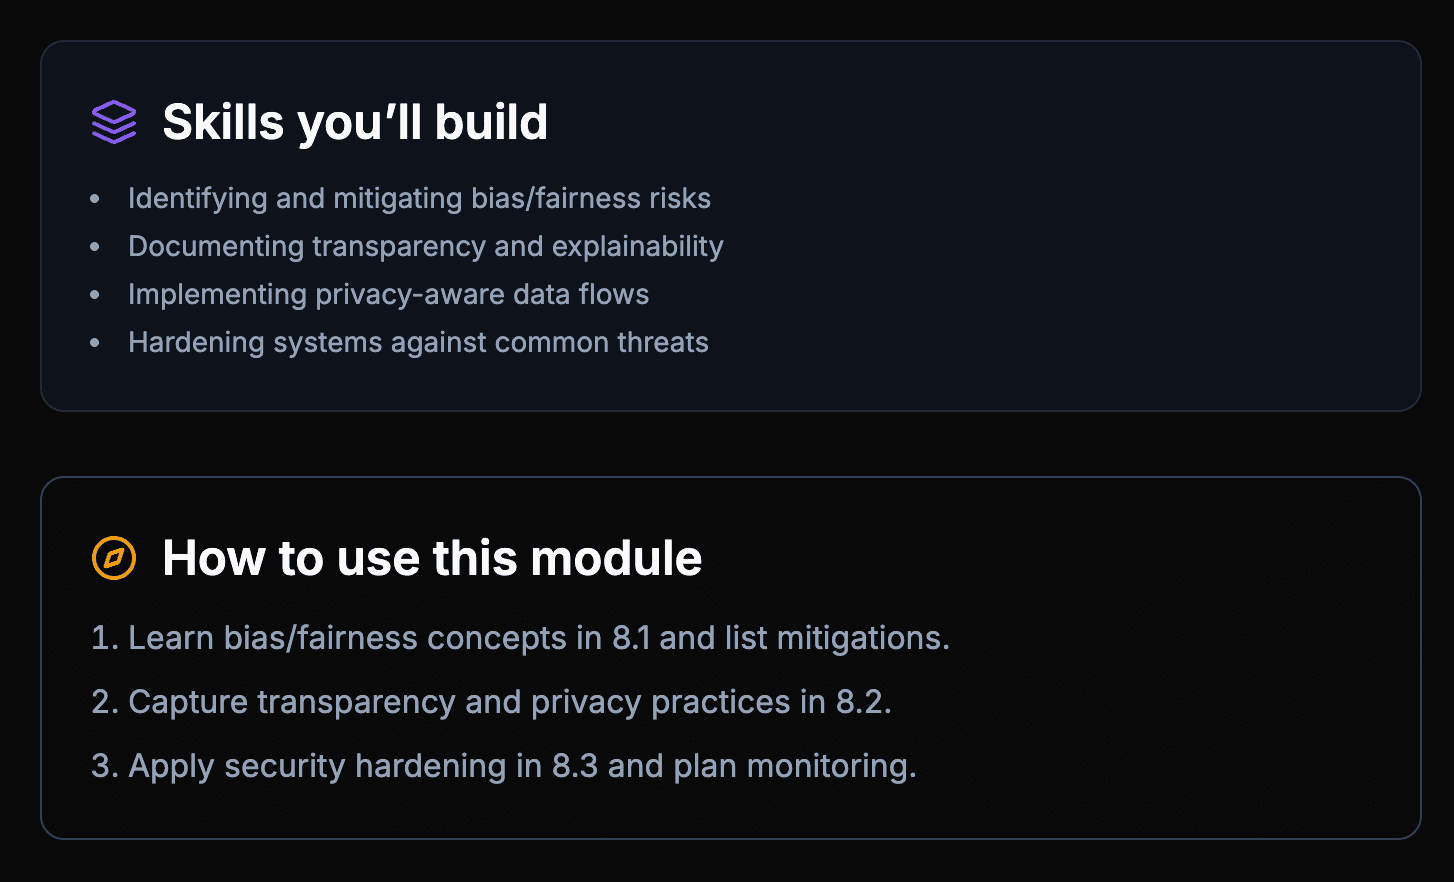 Skills you’ll build
• Identifying and mitigating bias/fairness risks
• Documenting transparency and explainability
• Implementing privacy-aware data flows
• Hardening systems against common threats
How to use this module
1. Learn bias/fairness concepts in 8.1 and list mitigations.
2. Capture transparency and privacy practices in 8.2.
3. Apply security hardening in 8.3 and plan monitoring.